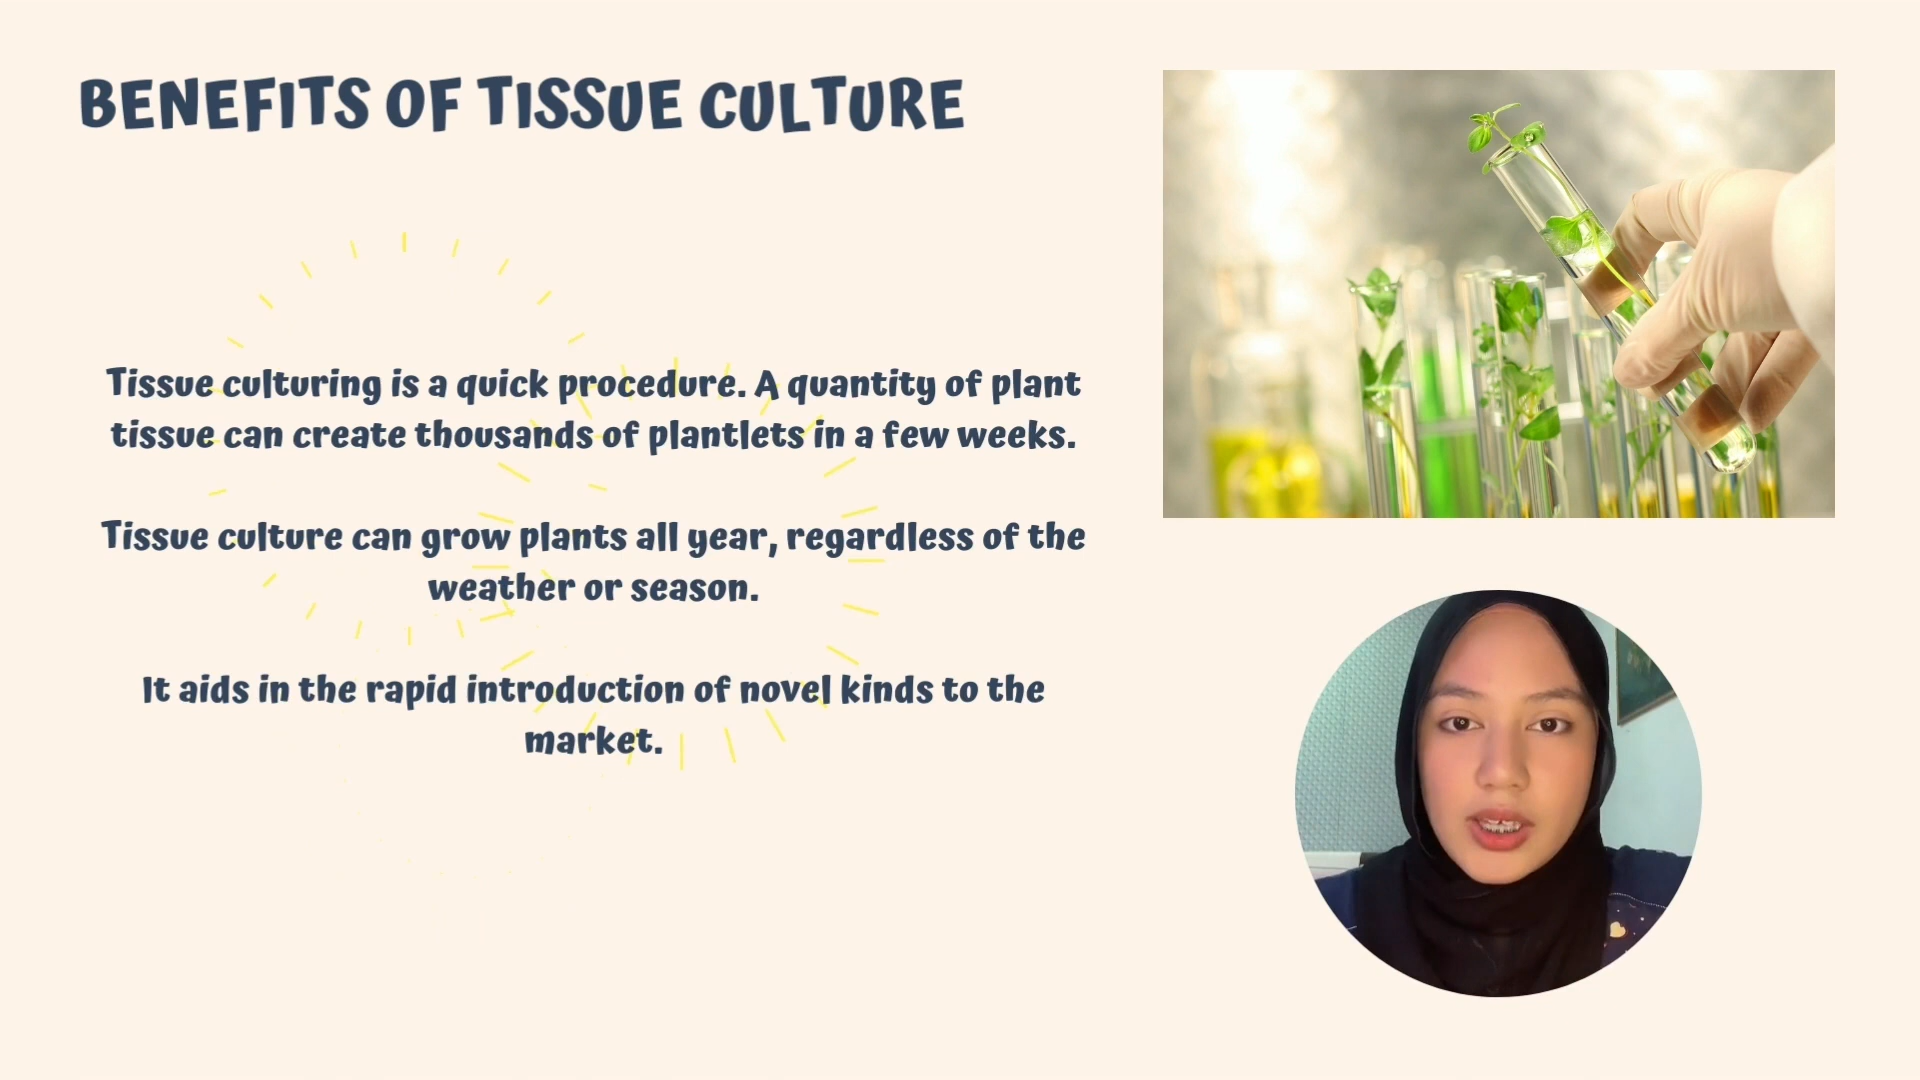 BENEFITS OF TISSUE CULTURE
Tissue culturing is a quick procedure. A quantity of plant
tissue can create thousands of plantlets in a few weeks.
Tissue culture can grow plants all year, regardless of the
weather or season.
It aids in the rapid introduction of novel kinds to the
market.